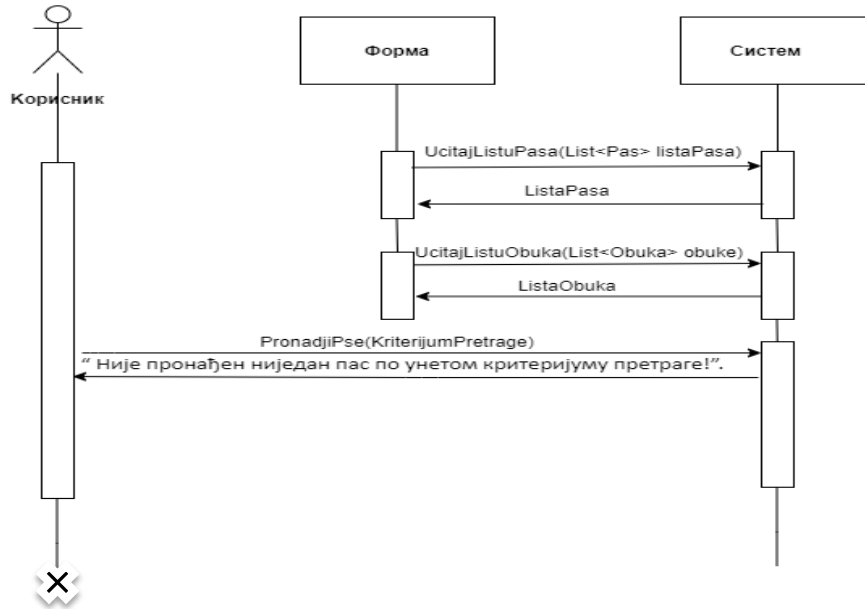 Корисник
Форма
Систем
UcitajListuPasa(List<Pas> listaPasa)
ListaPasa
UcitajListuObuka(List<Obuka> obuke)
ListaObuka
PronadjiPse(KriterijumPretrage)
“ Није пронађен ниједан пас по унетом критеријуму претраге!”.